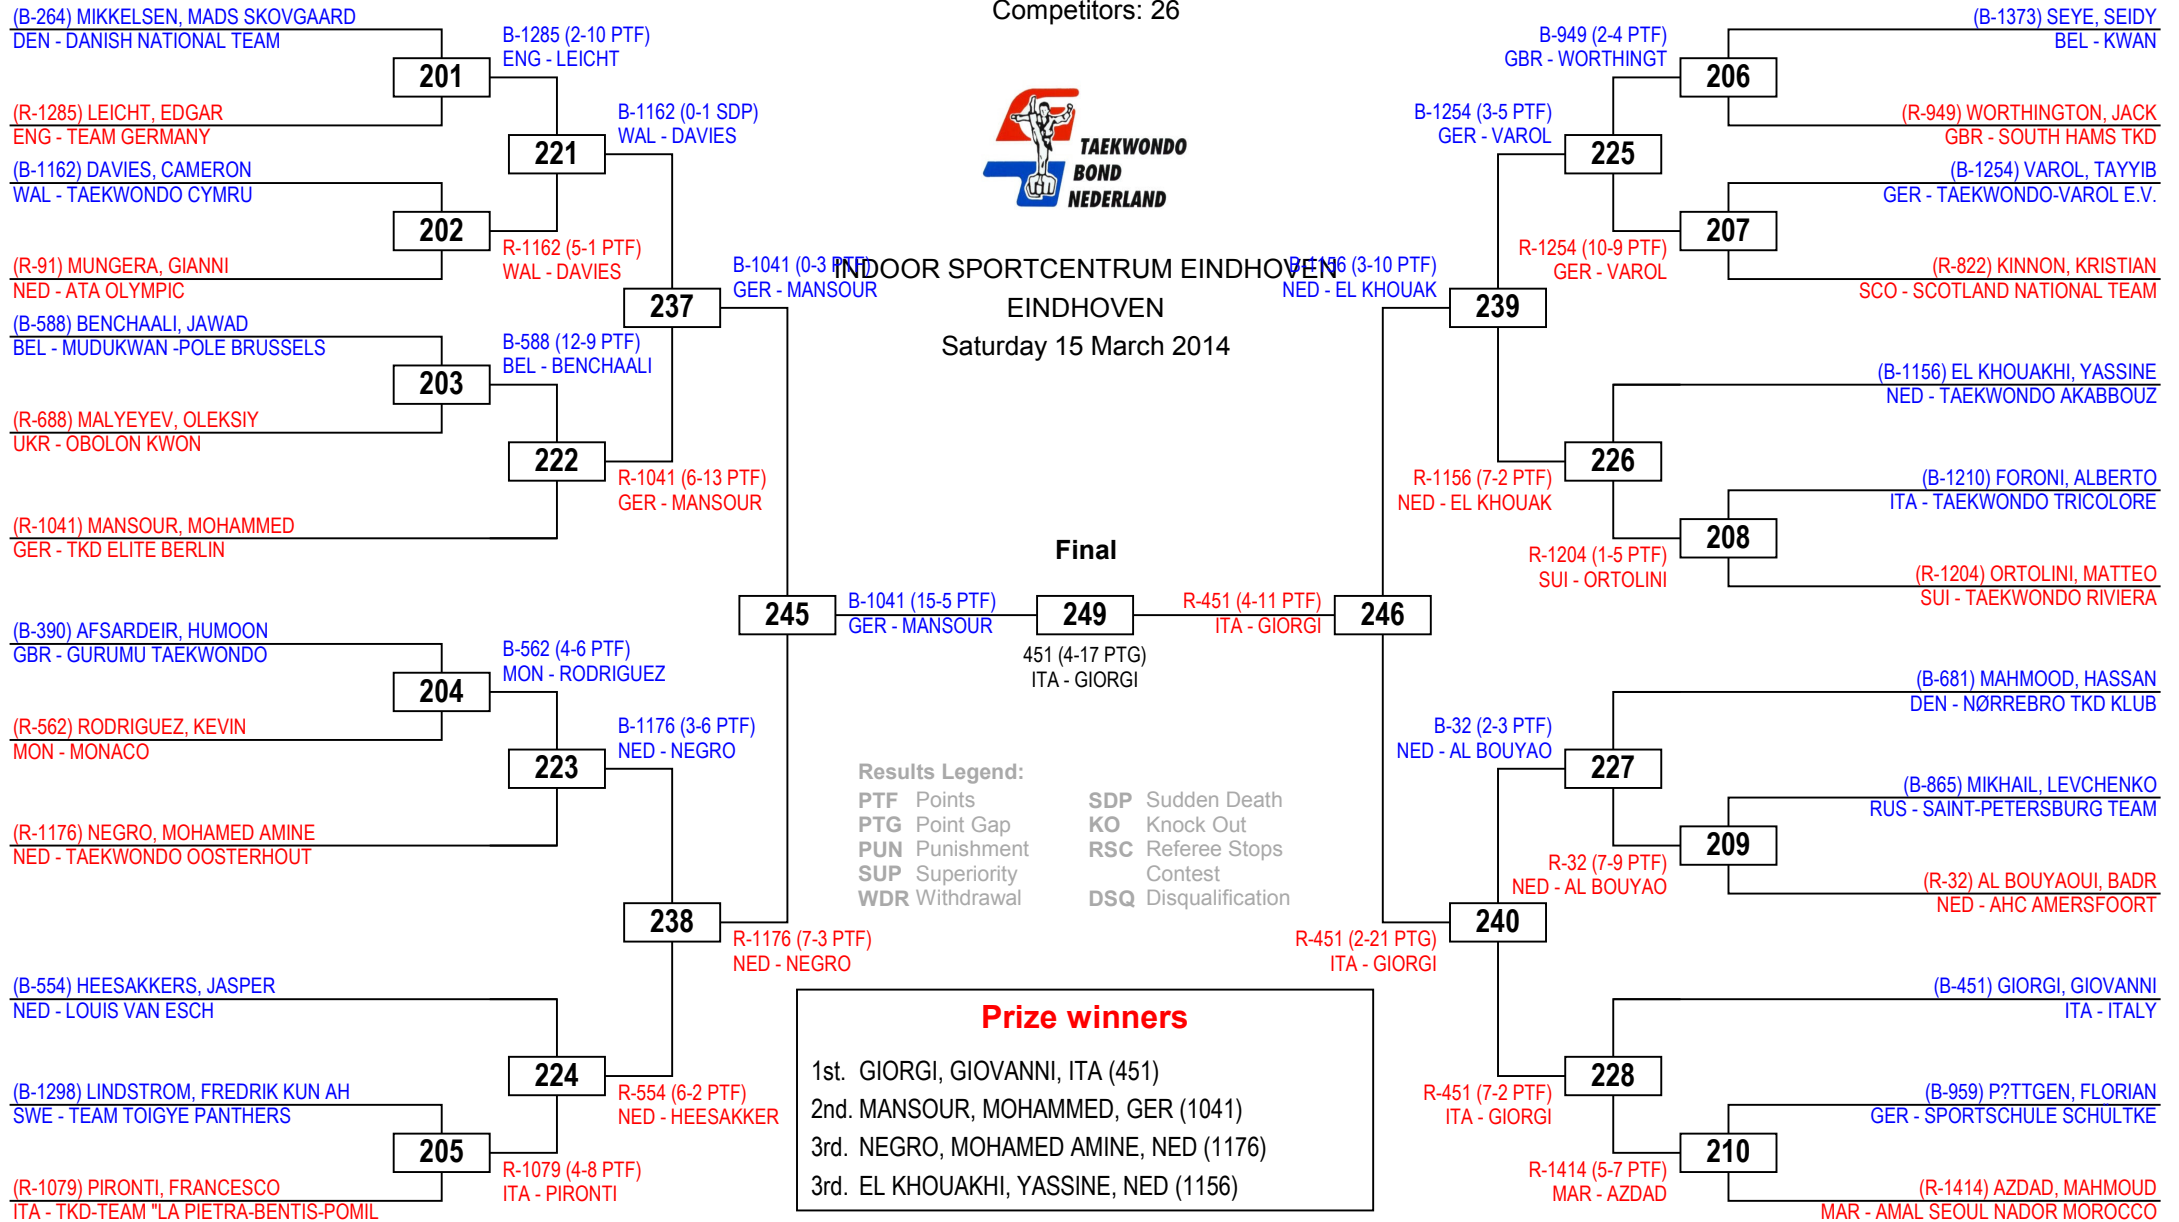 Competitors: 26
TAEKWONDO
BOND
NEDERLAND
INDOOR SPORTCENTRUM EINDHOVEN
EINDHOVEN
Saturday 15 March 2014
(B-264) MIKKELSEN, MADS SKOVGAARD
DEN - DANISH NATIONAL TEAM
201
(R-1285) LEICHT, EDGAR
ENG - TEAM GERMANY
(B-1162) DAVIES, CAMERON
WAL - TAEKWONDO CYMRU
202
(R-91) MUNGERA, GIANNI
NED - ATA OLYMPIC
(B-588) BENCHAALI, JAWAD
BEL - MUDUKWAN -POLE BRUSSELS
203
(R-688) MALYEYEV, OLEKSIY
UKR - OBOLON KWON
(R-1041) MANSOUR, MOHAMMED
GER - TKD ELITE BERLIN
(B-390) AFSARDEIR, HUMOON
GBR - GURUMU TAEKWONDO
204
(R-562) RODRIGUEZ, KEVIN
MON - MONACO
(R-1176) NEGRO, MOHAMED AMINE
NED - TAEKWONDO OOSTERHOUT
(B-554) HEESAKKERS, JASPER
NED - LOUIS VAN ESCH
(B-1298) LINDSTROM, FREDRIK KUN AH
SWE - TEAM TOIGYE PANTHERS
205
(R-1079) PIRONTI, FRANCESCO
ITA - TKD-TEAM "LA PIETRA-BENTIS-POMIL
B-1285 (2-10 PTF)
ENG - LEICHT
221
R-1162 (5-1 PTF)
WAL - DAVIES
B-588 (12-9 PTF)
BEL - BENCHAALI
222
B-562 (4-6 PTF)
MON - RODRIGUEZ
223
224
R-1079 (4-8 PTF)
ITA - PIRONTI
B-1162 (0-1 SDP)
WAL - DAVIES
237
R-1041 (6-13 PTF)
GER - MANSOUR
B-1176 (3-6 PTF)
NED - NEGRO
238
R-554 (6-2 PTF)
NED - HEESAKKER
B-1041 (0-3 PTF)
GER - MANSOUR
245
R-1176 (7-3 PTF)
NED - NEGRO
Final
B-1041 (15-5 PTF)
GER - MANSOUR
249
451 (4-17 PTG)
ITA - GIORGI
R-451 (4-11 PTF)
ITA - GIORGI
246
B-1156 (3-10 PTF)
NED - EL KHOUAK
239
R-451 (2-21 PTG)
ITA - GIORGI
240
B-1254 (3-5 PTF)
GER - VAROL
225
R-1156 (7-2 PTF)
NED - EL KHOUAK
226
B-32 (2-3 PTF)
NED - AL BOUYAO
227
R-451 (7-2 PTF)
ITA - GIORGI
228
B-949 (2-4 PTF)
GBR - WORTHINGT
206
R-1254 (10-9 PTF)
GER - VAROL
207
R-1204 (1-5 PTF)
SUI - ORTOLINI
208
R-32 (7-9 PTF)
NED - AL BOUYAO
209
R-1414 (5-7 PTF)
MAR - AZDAD
210
(B-1373) SEYE, SEIDY
BEL - KWAN
(R-949) WORTHINGTON, JACK
GBR - SOUTH HAMS TKD
(B-1254) VAROL, TAYYIB
GER - TAEKWONDO-VAROL E.V.
(R-822) KINNON, KRISTIAN
SCO - SCOTLAND NATIONAL TEAM
(B-1156) EL KHOUAKHI, YASSINE
NED - TAEKWONDO AKABBOUZ
(B-1210) FORONI, ALBERTO
ITA - TAEKWONDO TRICOLORE
(R-1204) ORTOLINI, MATTEO
SUI - TAEKWONDO RIVIERA
(B-681) MAHMOOD, HASSAN
DEN - NØRREBRO TKD KLUB
(B-865) MIKHAIL, LEVCHENKO
RUS - SAINT-PETERSBURG TEAM
(R-32) AL BOUYAOUI, BADR
NED - AHC AMERSFOORT
(B-451) GIORGI, GIOVANNI
ITA - ITALY
(B-959) P?TTGEN, FLORIAN
GER - SPORTSCHULE SCHÜLTKE
(R-1414) AZDAD, MAHMOUD
MAR - AMAL SEOUL NADOR MOROCCO
Results Legend:
PTF Points
PTG Point Gap
PUN Punishment
SUP Superiority
WDR Withdrawal
SDP Sudden Death
KO Knock Out
RSC Referee Stops
Contest
DSQ Disqualification
Prize winners
1st. GIORGI, GIOVANNI, ITA (451)
2nd. MANSOUR, MOHAMMED, GER (1041)
3rd. NEGRO, MOHAMED AMINE, NED (1176)
3rd. EL KHOUAKHI, YASSINE, NED (1156)